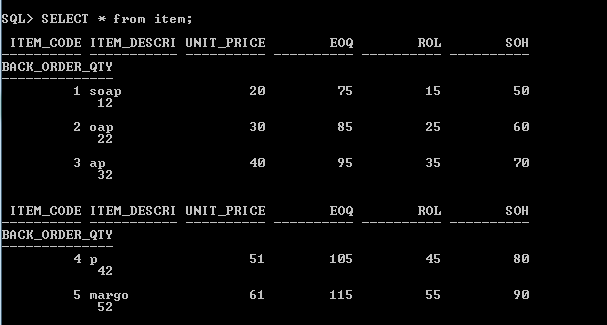 SQL> SELECT * from item;
ITEM_CODE ITEM_DESCRI UNIT_PRICE EOQ ROL SOH
BACK_ORDER_QTY
1 soap 20 75 15 50
12
2 oap 30 85 25 60
22
3 ap 40 95 35 70
32
ITEM_CODE ITEM_DESCRI UNIT_PRICE EOQ ROL SOH
BACK_ORDER_QTY
4 p 51 105 45 80
42
5 margo 61 115 55 90
52